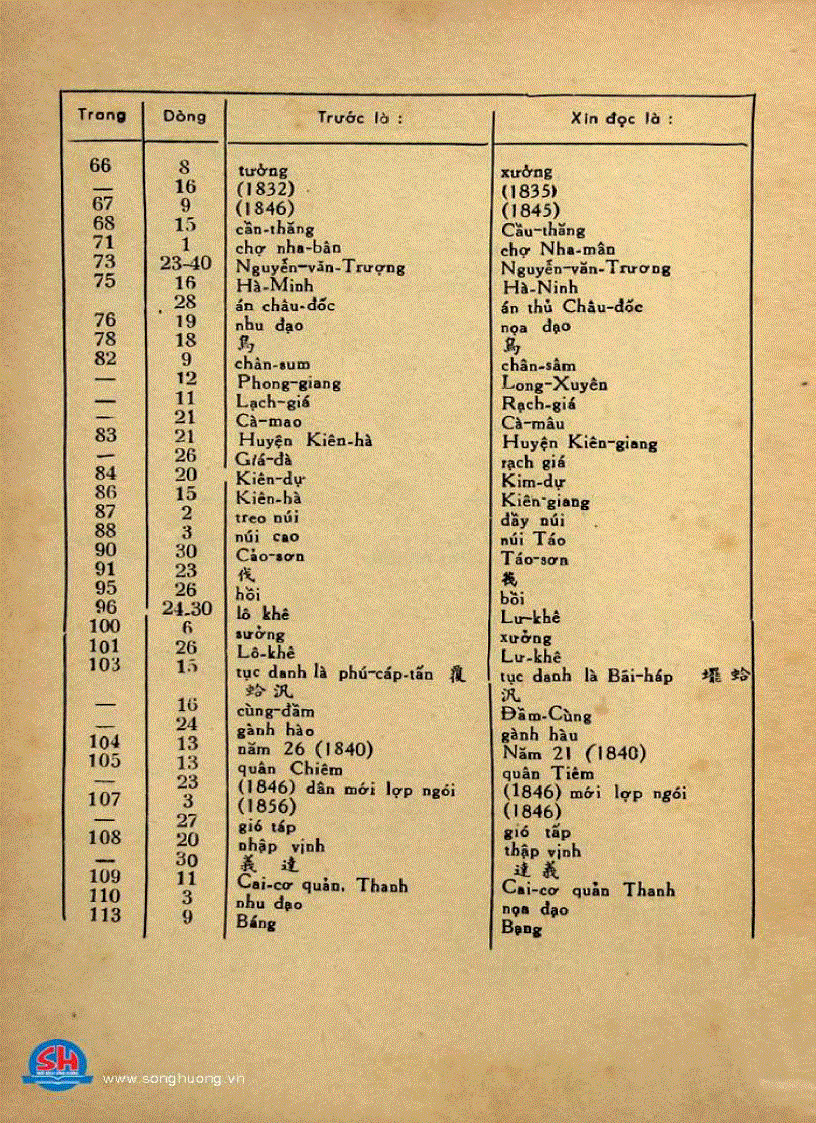 Trang Dòng Trước là : Xin đọc là :
66 8 tưởng xưởng
— 16 (1832) (1835)
67 9 (1846) (1845)
68 15 cần-thăng Cầu-thăng
71 1 chợ nha-bân chợ Nha-mân
73 23-40 Nguyễn-văn-Trượng Nguyễn-văn-Trương
75 16 Hà-Minh Hà-Ninh
28 án châu-đốc án thủ Châu-đốc
76 19 nhu đạo nọa đạo
78 18
82 9 chân-sum chân-sâm
— 12 Phong-giang Long-Xuyên
— 11 Lạch-giá Rạch-giá
— 21 Cà-mao Cà-mâu
83 21 Huyện Kiên-hà Huyện Kiên-giang
— 26 Giá-đà rạch giá
84 20 Kiên-dự Kim-dự
86 15 Kiên-hà Kiên-giang
87 2 treo núi đầy núi
88 3 núi cao núi Táo
90 30 Cảo-sơn Táo-sơn
91 23 伐
95 26 hồi bồi
96 24-30 lô khê Lư-khê
100 6 sưởng xưởng
101 26 Lô-khê Lư-khê
103 15 tục danh là phú-cáp-tấn 覆 tục danh là Bãi-háp 蛤
蛤 汛 汛
— 16 cùng-đầm Đầm-Cùng
— 24 gành hào gành hàu
104 13 năm 26 (1840) Năm 21 (1840)
105 13 quân Chiêm quân Tiêm
— 23 (1846) dân mới lợp ngói (1846) mới lợp ngói
107 3 (1856) (1846)
— 27 gió táp gió tấp
108 20 nhập vịnh thập vịnh
— 30 義 達 達 義
109 11 Cai-cơ quản, Thanh Cai-cơ quản Thanh
110 3 nhu đạo nọa đạo
113 9 Báng Bạng
SH
www.songhuong.vn